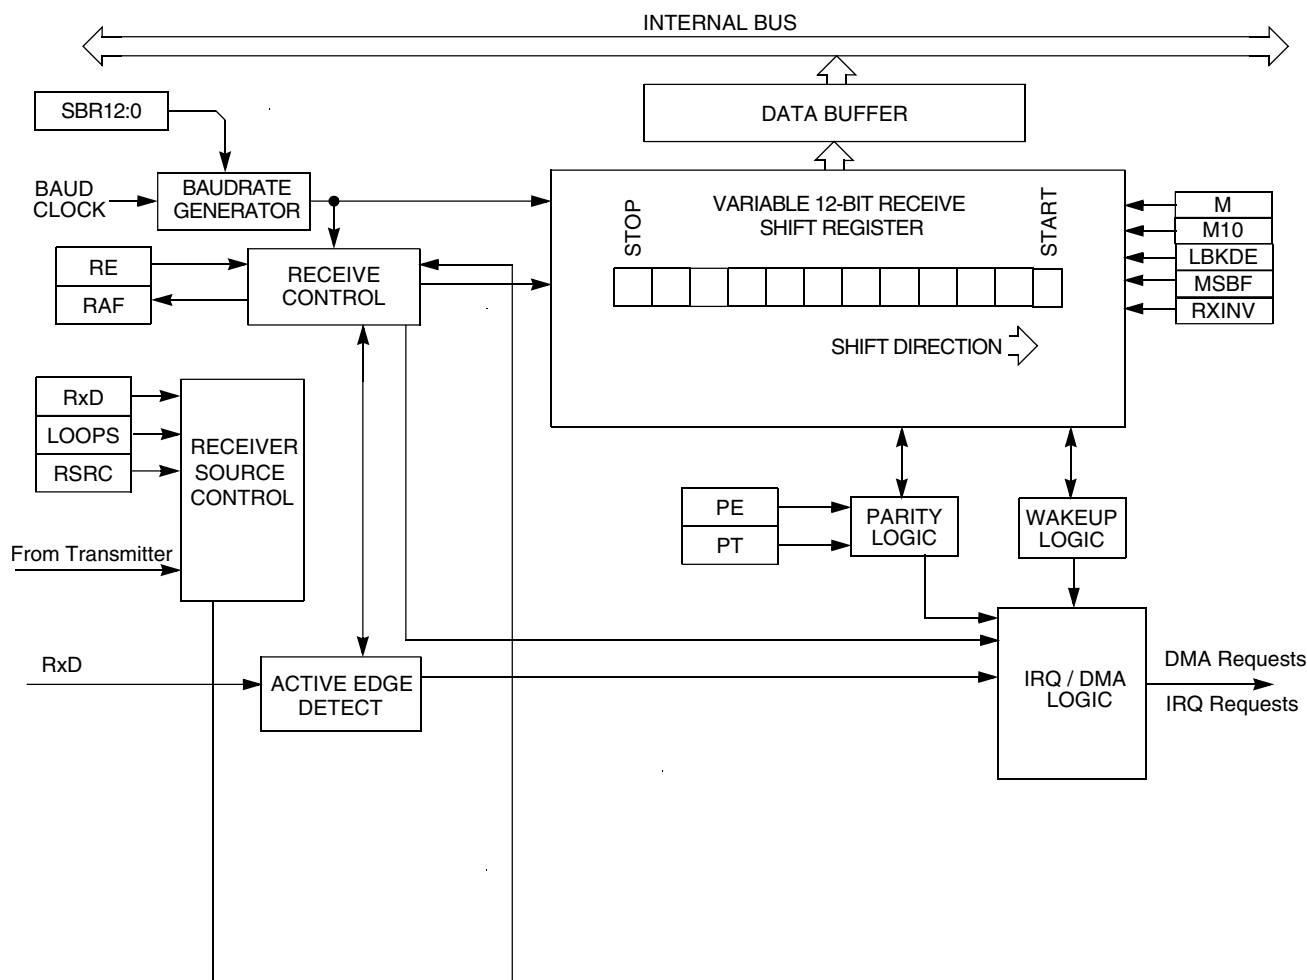 INTERNAL BUS
SBR12:0
DATA BUFFER
BAUD
CLOCK
BAUDRATE
GENERATOR
VARIABLE 12-BIT RECEIVE
SHIFT REGISTER
STOP
START
M
M10
LBKDE
MSBF
RXINV
RE
RAF
RECEIVE
CONTROL
SHIFT DIRECTION
RxD
LOOPS
RSRC
RECEIVER
SOURCE
CONTROL
From Transmitter
PE
PT
PARITY
LOGIC
WAKEUP
LOGIC
RxD
ACTIVE EDGE
DETECT
IRQ / DMA
LOGIC
DMA Requests
IRQ Requests